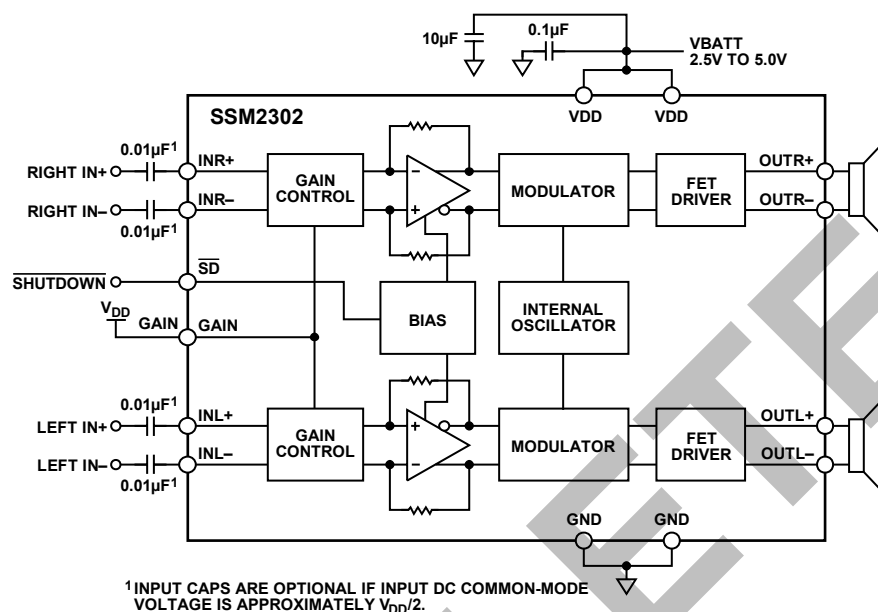 10µF
0.1µF
VBATT
2.5V TO 5.0V
SSM2302
VDD
VDD
0.01µF1
RIGHT IN+
INR+
GAIN
CONTROL
−
+
MODULATOR
FET
DRIVER
OUTR+
RIGHT IN–
INR–
OUTR–
0.01µF1
SHUTDOWN
SD
BIAS
INTERNAL
OSCILLATOR
VDD
GAIN
GAIN
0.01µF1
LEFT IN+
INL+
GAIN
CONTROL
+
−
MODULATOR
FET
DRIVER
OUTL+
LEFT IN–
INL–
OUTL–
0.01µF1
GND
GND
1 INPUT CAPS ARE OPTIONAL IF INPUT DC COMMON-MODE
VOLTAGE IS APPROXIMATELY VDD/2.
ETE